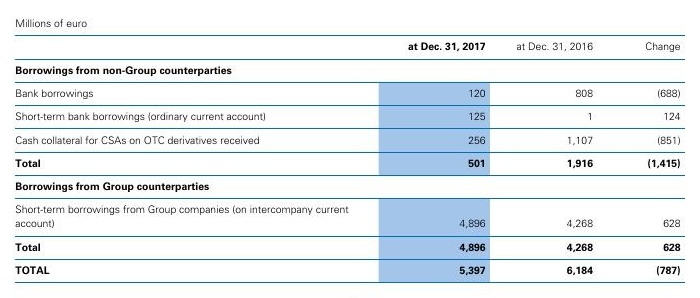 Millions of euro
at Dec. 31, 2017 at Dec. 31, 2016 Change
Borrowings from non-Group counterparties
Bank borrowings 120 808 (688)
Short-term bank borrowings (ordinary current account) 125 1 124
Cash collateral for CSAs on OTC derivatives received 256 1,107 (851)
Total 501 1,916 (1,415)
Borrowings from Group counterparties
Short-term borrowings from Group companies (on intercompany current
account) 4,896 4,268 628
Total 4,896 4,268 628
TOTAL 5,397 6,184 (787)